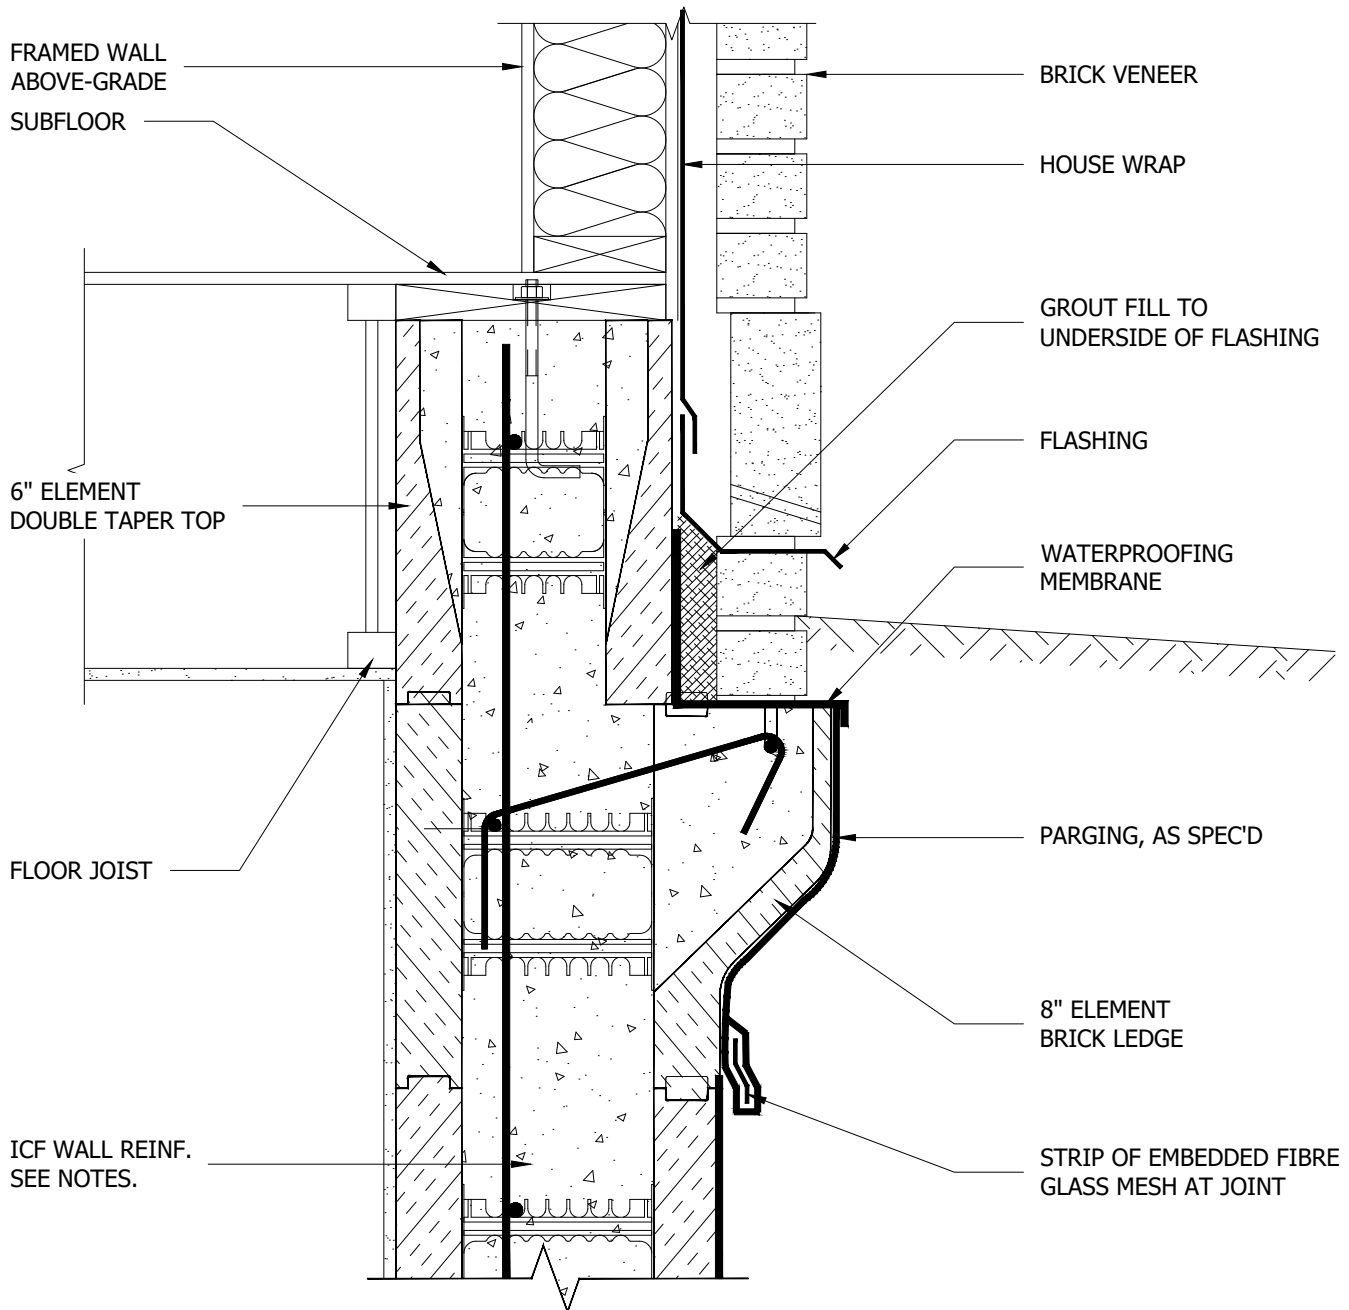 FRAMED WALL
ABOVE-GRADE
SUBFLOOR
6" ELEMENT
DOUBLE TAPER TOP
FLOOR JOIST
ICF WALL REINF.
SEE NOTES.
BRICK VENEER
HOUSE WRAP
GROUT FILL TO
UNDERSIDE OF FLASHING
FLASHING
WATERPROOFING
MEMBRANE
PARGING, AS SPEC'D
8" ELEMENT
BRICK LEDGE
STRIP OF EMBEDDED FIBRE
GLASS MESH AT JOINT